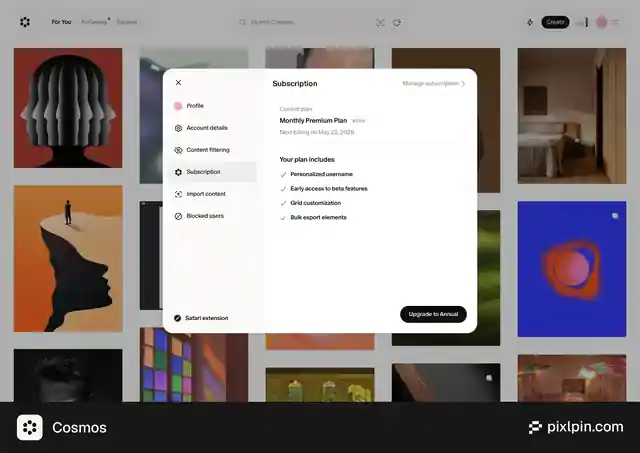 For You
Following
Explore
Search Cosmos
Create
Subscription
Manage subscription
Profile
Account details
Content filtering
Subscription
Import content
Blocked users
Safari extension
Current plan
Monthly Premium Plan
Next billing on May 23, 2026
Your plan includes
Personalized username
Early access to beta features
Grid customization
Bulk export elements
Upgrade to Annual
Cosmos
pixlpin.com